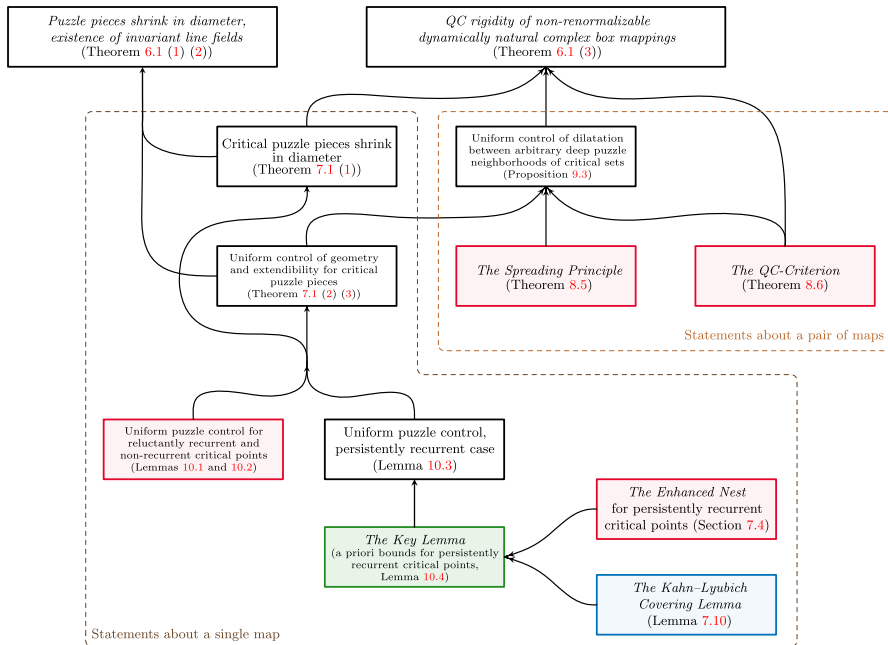 Puzzle pieces shrink in diameter,
existence of invariant line fields
(Theorem 6.1 (1) (2))
QC rigidity of non-renormalizable
dynamically natural complex box mappings
(Theorem 6.1 (3))
Critical puzzle pieces shrink
in diameter
(Theorem 7.1 (1))
Uniform control of dilatation
between arbitrary deep puzzle
neighborhoods of critical sets
(Proposition 9.3)
Uniform control of geometry
and extendibility for critical
puzzle pieces
(Theorem 7.1 (2) (3))
The Spreading Principle
(Theorem 8.5)
The QC-Criterion
(Theorem 8.6)
Statements about a pair of maps
Uniform puzzle control for
reluctantly recurrent and
non-recurrent critical points
(Lemmas 10.1 and 10.2)
Uniform puzzle control,
persistently recurrent case
(Lemma 10.3)
The Enhanced Nest
for persistently recurrent
critical points (Section 7.4)
The Key Lemma
(a priori bounds for persistently
recurrent critical points,
Lemma 10.4)
The Kahn–Lyubich
Covering Lemma
(Lemma 7.10)
Statements about a single map